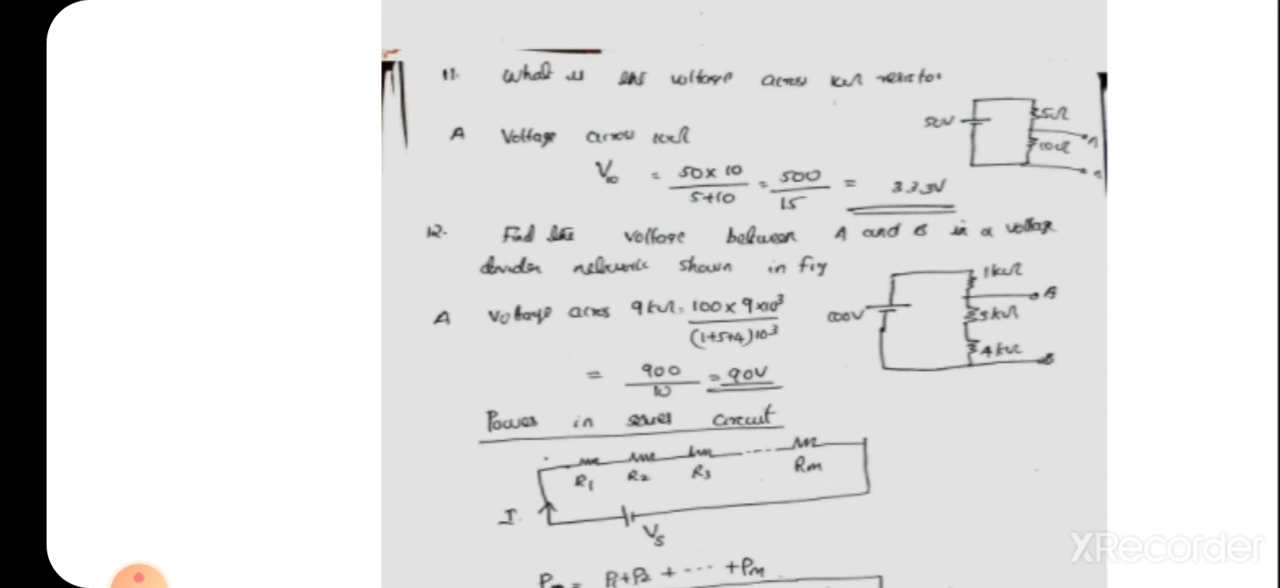 11. What is the voltage across 10Ω resistor
50V 5Ω 10Ω A B
A Voltage across 10Ω
V10 = 50 x 10 / 5+10 = 500 / 15 = 33.3V
12. Find the voltage between A and B in a voltage
divider network shown in fig
100V 1kΩ 5kΩ 4kΩ A B
A Voltage across 9kΩ = 100 x 9 x10³ / (1+5+4)10³
= 900 / 10 = 90V
Power in series circuit
R1 R2 R3 Rm
I Vs
= P1+P2 + --- + Pm
XRecorder